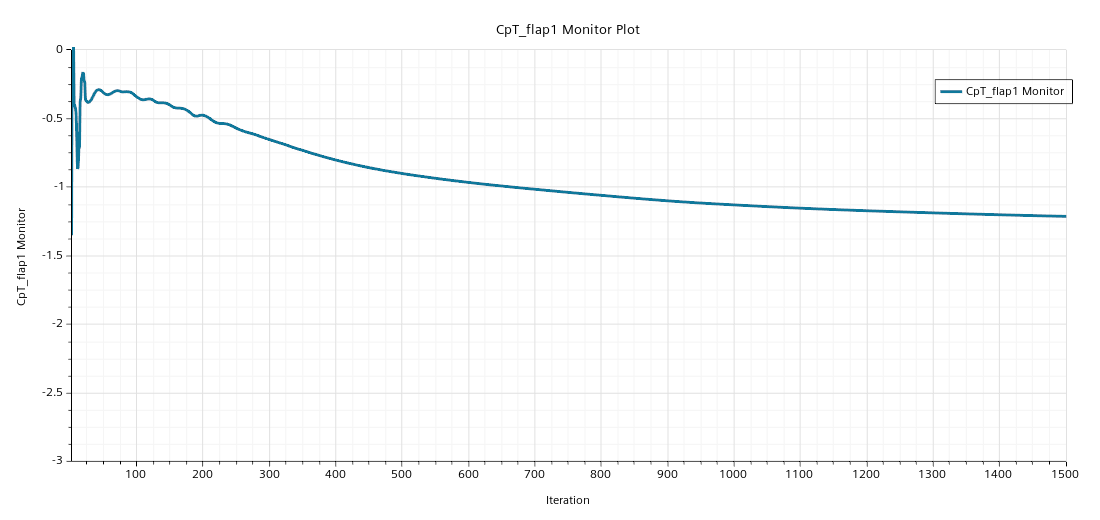 CpT_flap1 Monitor Plot
CpT_flap1 Monitor
0
-0.5
-1
-1.5
-2
-2.5
-3
CpT_flap1 Monitor
100 200 300 400 500 600 700 800 900 1000 1100 1200 1300 1400 1500
Iteration